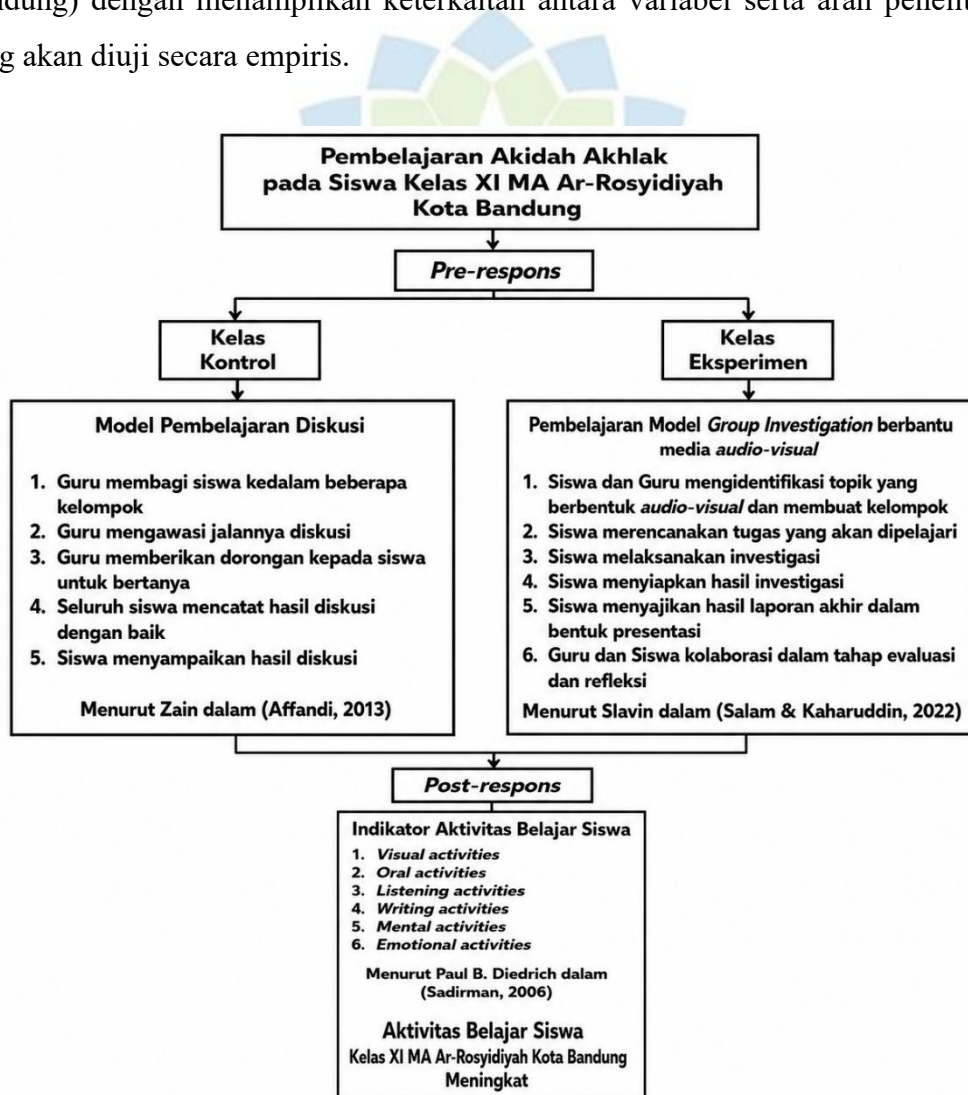 dung) dengan menampilkan keterkaitan antara variabel serta arah
g akan diuji secara empiris.
Pembelajaran Akidah Akhlak
pada Siswa Kelas XI MA Ar-Rosyidiyah
Kota Bandung
Pre-respons
Kelas
Kontrol
Kelas
Eksperimen
Model Pembelajaran Diskusi
1. Guru membagi siswa kedalam beberapa
kelompok
2. Guru mengawasi jalannya diskusi
3. Guru memberikan dorongan kepada siswa
untuk bertanya
4. Seluruh siswa mencatat hasil diskusi
dengan baik
5. Siswa menyampaikan hasil diskusi
Menurut Zain dalam (Affandi, 2013)
Pembelajaran Model Group Investigation berbantu
media audio-visual
1. Siswa dan Guru mengidentifikasi topik yang
berbentuk audio-visual dan membuat kelompok
2. Siswa merencanakan tugas yang akan dipelajari
3. Siswa melaksanakan investigasi
4. Siswa menyiapkan hasil investigasi
5. Siswa menyajikan hasil laporan akhir dalam
bentuk presentasi
6. Guru dan Siswa kolaborasi dalam tahap evaluasi
dan refleksi
Menurut Slavin dalam (Salam & Kaharuddin, 2022)
Post-respons
Indikator Aktivitas Belajar Siswa
1. Visual activities
2. Oral activities
3. Listening activities
4. Writing activities
5. Mental activities
6. Emotional activities
Menurut Paul B. Diedrich dalam
(Sadirman, 2006)
Aktivitas Belajar Siswa
Kelas XI MA Ar-Rosyidiyah Kota Bandung
Meningkat